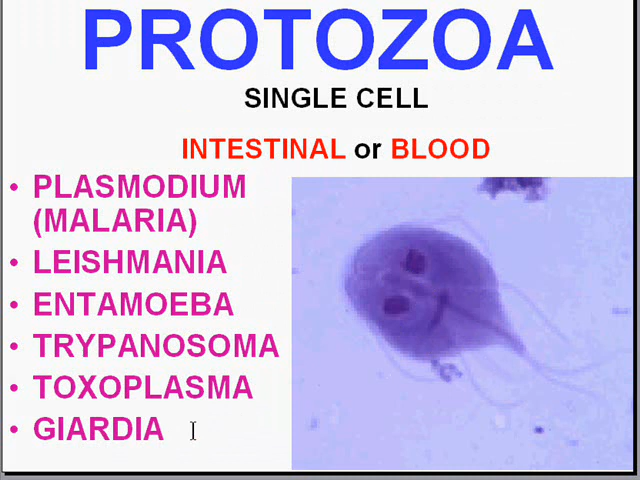 PROTOZOA
SINGLE CELL
INTESTINAL or BLOOD
• PLASMODIUM
(MALARIA)
• LEISHMANIA
• ENTAMOEBA
• TRYPANOSOMA
• TOXOPLASMA
• GIARDIA